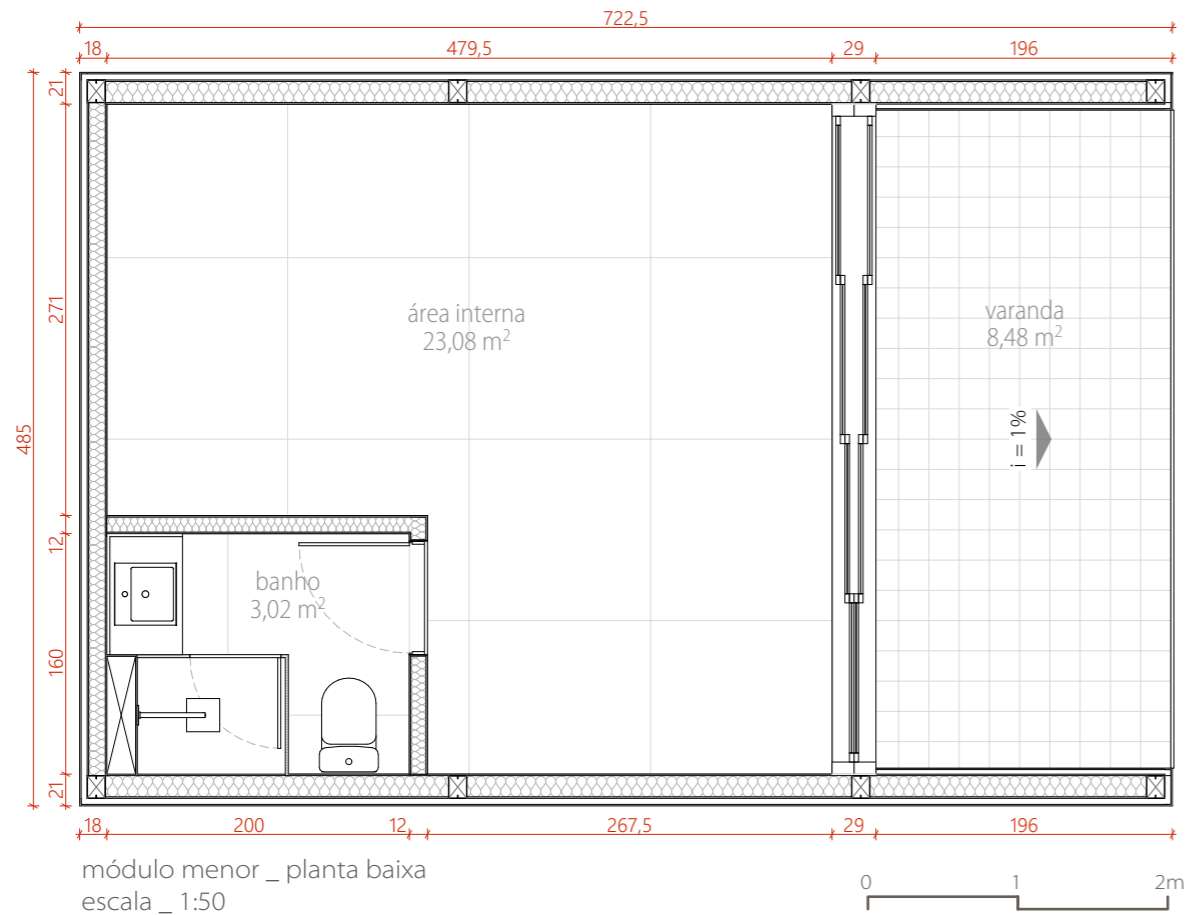 722,5
18 479,5 29 196
21
271
485
12
160
21
área interna
23,08 m²
varanda
8,48 m²
i = 1%
banho
3,02 m²
18 200 12 267,5 29 196
módulo menor _ planta baixa
escala _ 1:50
0 1 2m